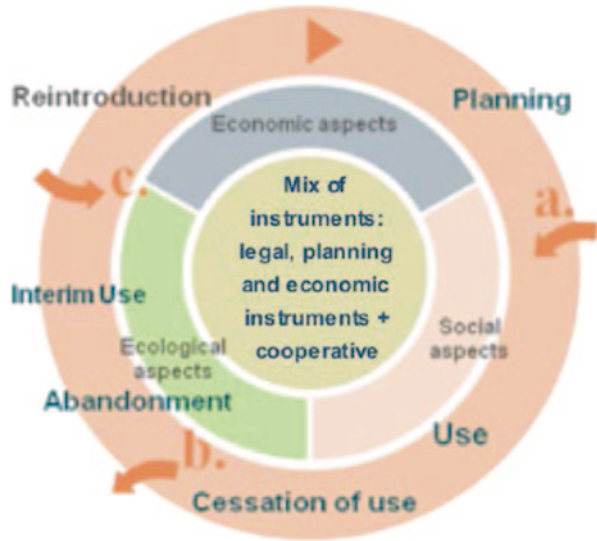 Reintroduction
Planning
Economic aspects
c.
a.
Mix of
instruments:
legal, planning
and economic
instruments +
cooperative
Interim Use
Social
aspects
Ecological
aspects
Abandonment
Use
b.
Cessation of use